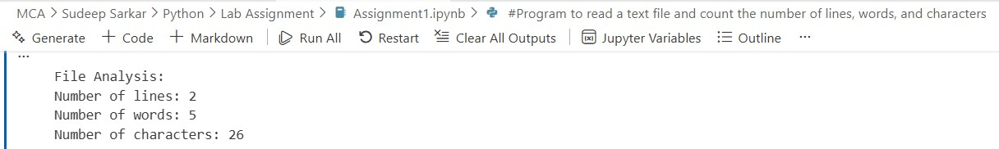 MCA > Sudeep Sarkar > Python > Lab Assignment > Assignment1.ipynb > #Program to read a text file and count the number of lines, words, and characters
Generate + Code + Markdown | Run All Restart Clear All Outputs | Jupyter Variables Outline ...
...
File Analysis:
Number of lines: 2
Number of words: 5
Number of characters: 26